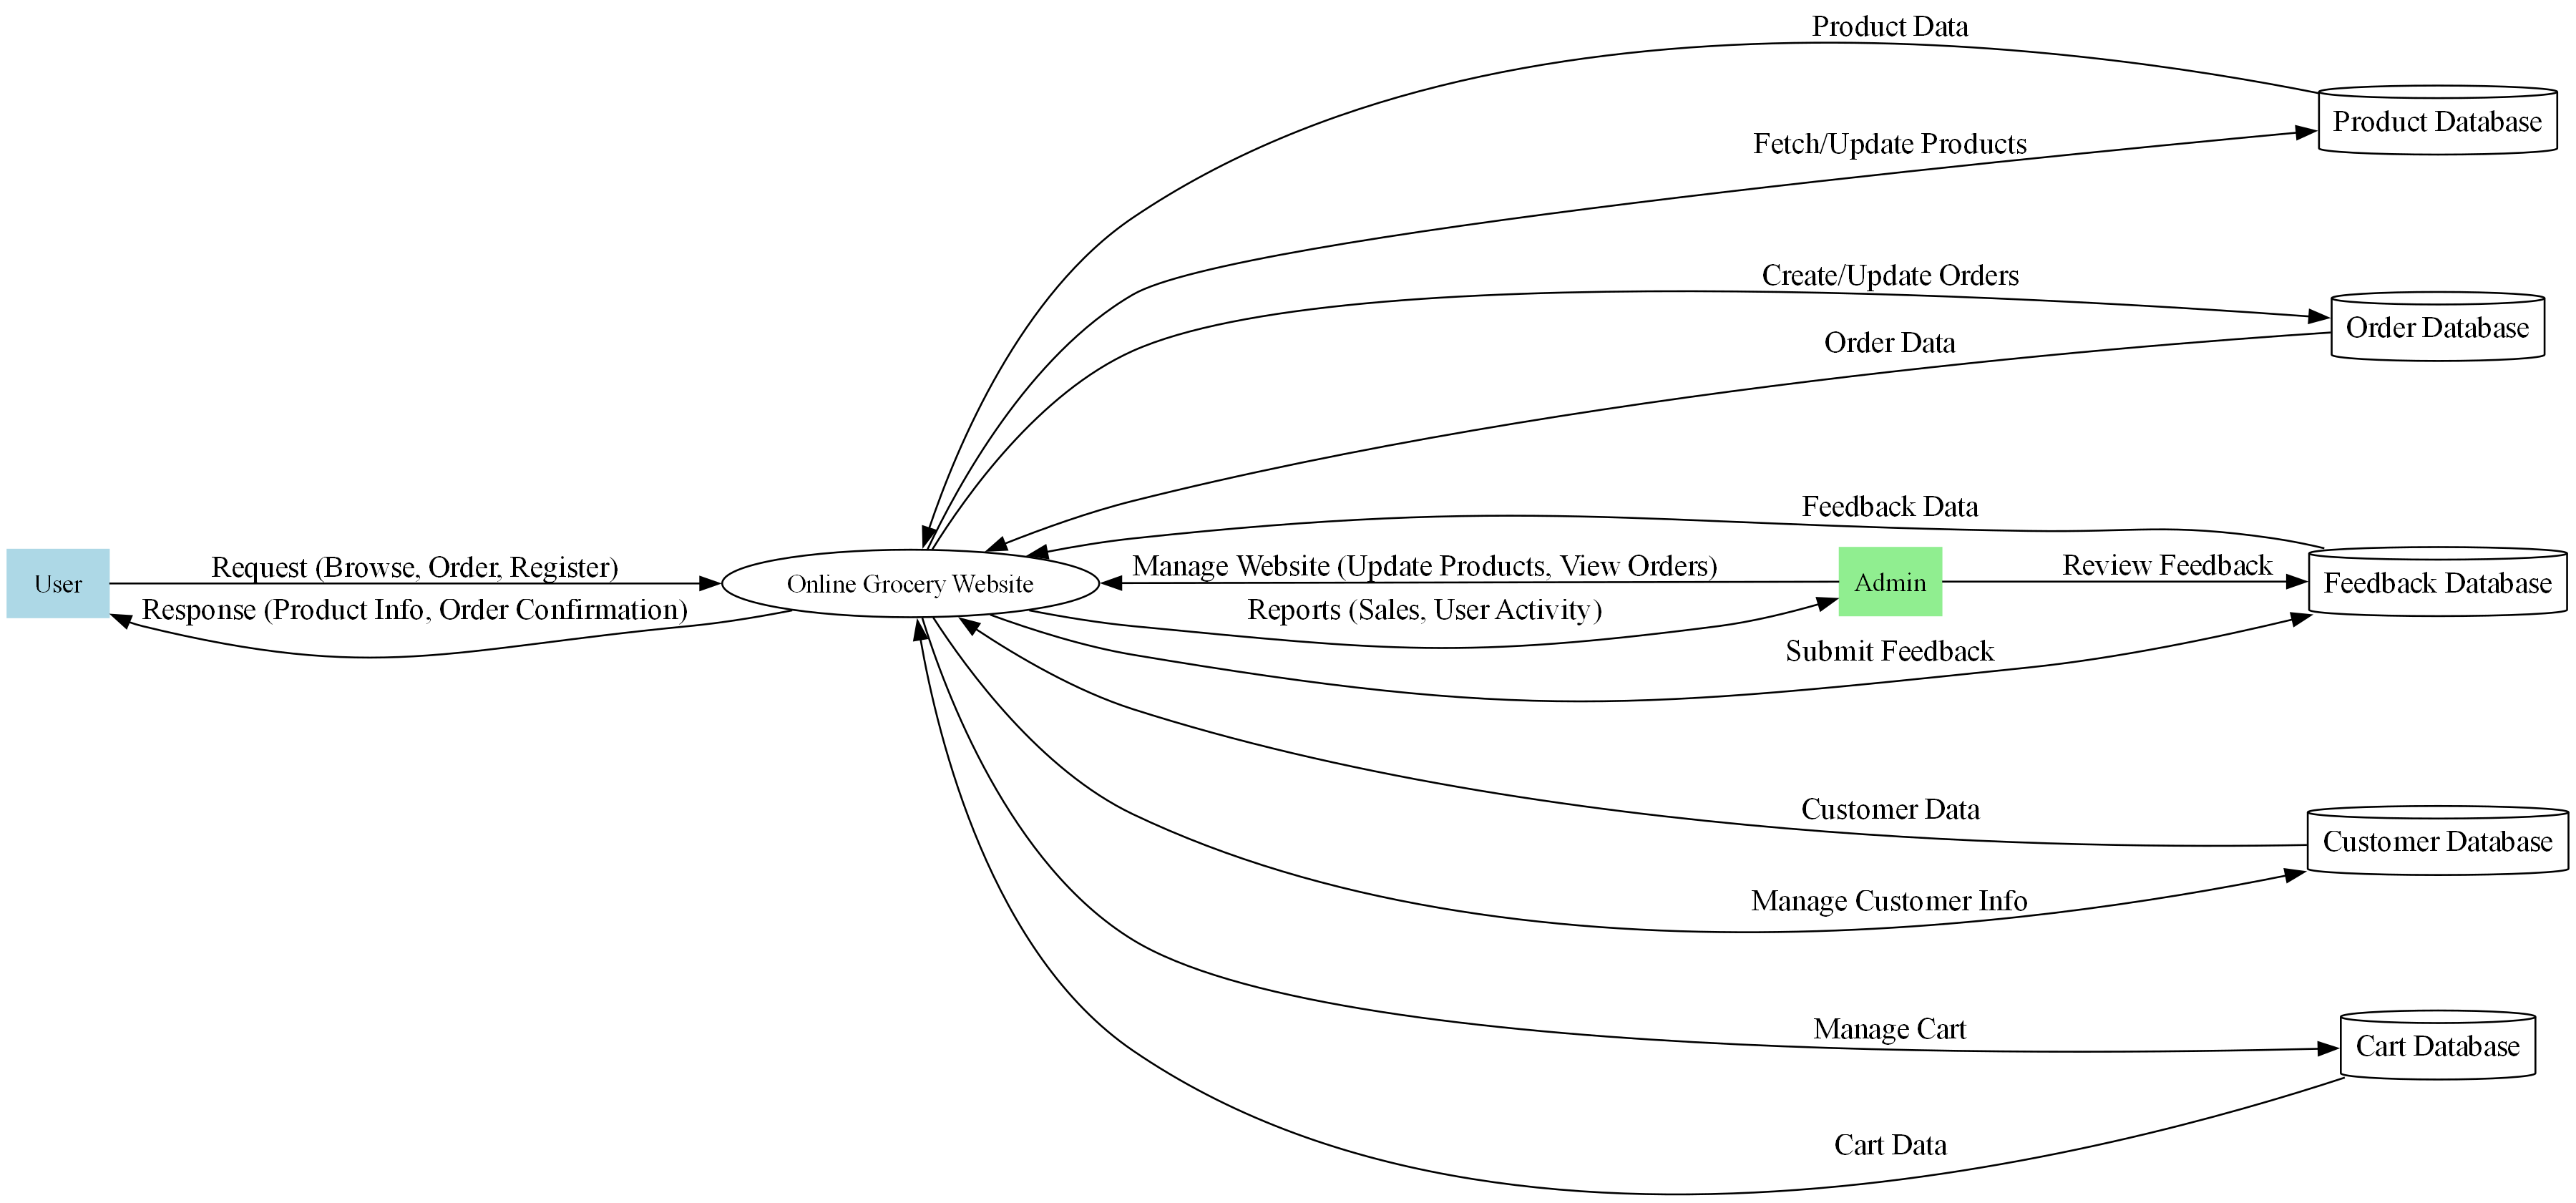 Product Data
Product Database
Fetch/Update Products
Create/Update Orders
Order Database
Order Data
Feedback Data
User
Request (Browse, Order, Register)
Response (Product Info, Order Confirmation)
Online Grocery Website
Manage Website (Update Products, View Orders)
Reports (Sales, User Activity)
Admin
Review Feedback
Feedback Database
Submit Feedback
Customer Data
Customer Database
Manage Customer Info
Manage Cart
Cart Database
Cart Data